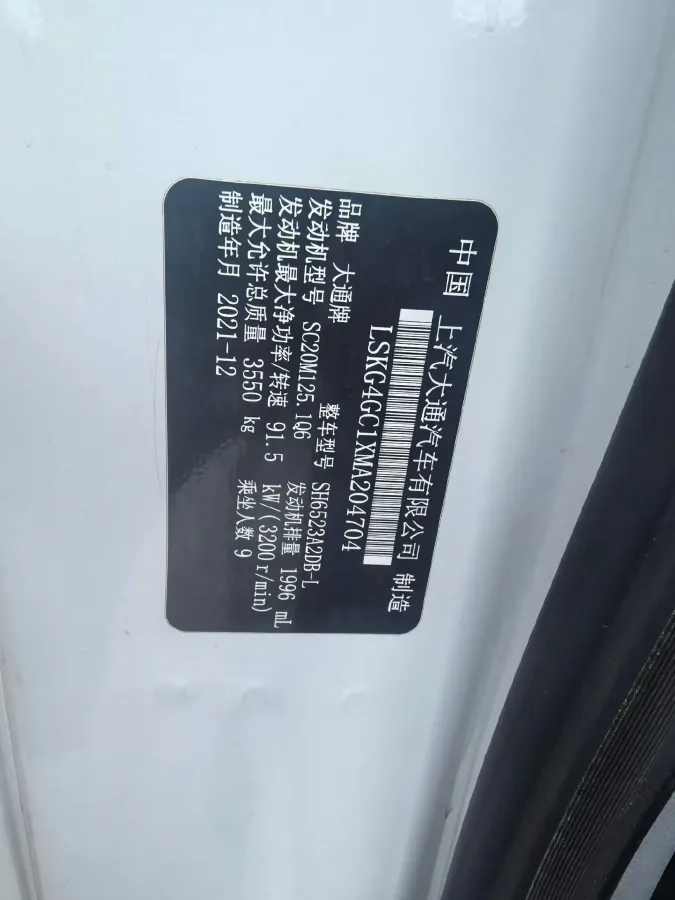 中国 上汽大通汽车有限公司 制造
LSKG4GC1XMA204704
品牌 大通牌 整车型号 SH6523A2DB-L
发动机型号 SC20M125.1Q6 发动机排量 1996 mL
发动机最大净功率/转速 91.5 kW/(3200r/min)
最大允许总质量 3550 kg 乘坐人数 9
制造年月 2021-12